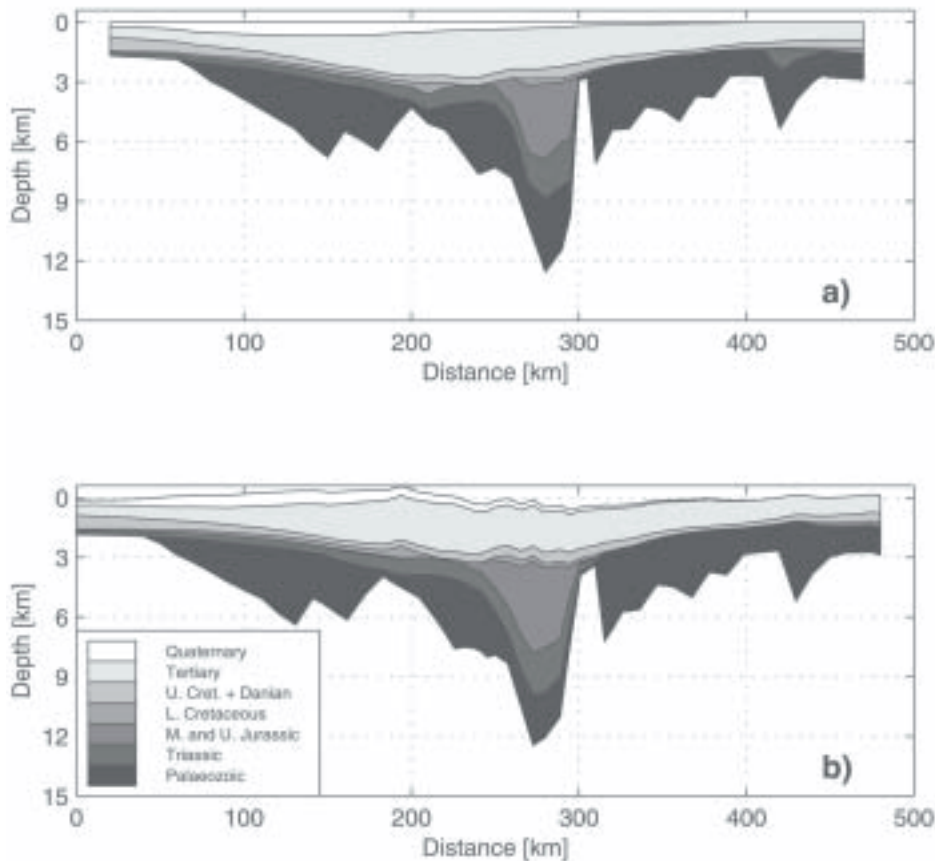 0
3
6
9
12
15
Depth [km]
a)
0 100 200 300 400 500
Distance [km]
0
3
6
9
12
15
Depth [km]
Quaternary
Tertiary
U. Cret. + Danian
L. Cretaceous
M. and U. Jurassic
Triassic
Palaeozoic
b)
0 100 200 300 400 500
Distance [km]